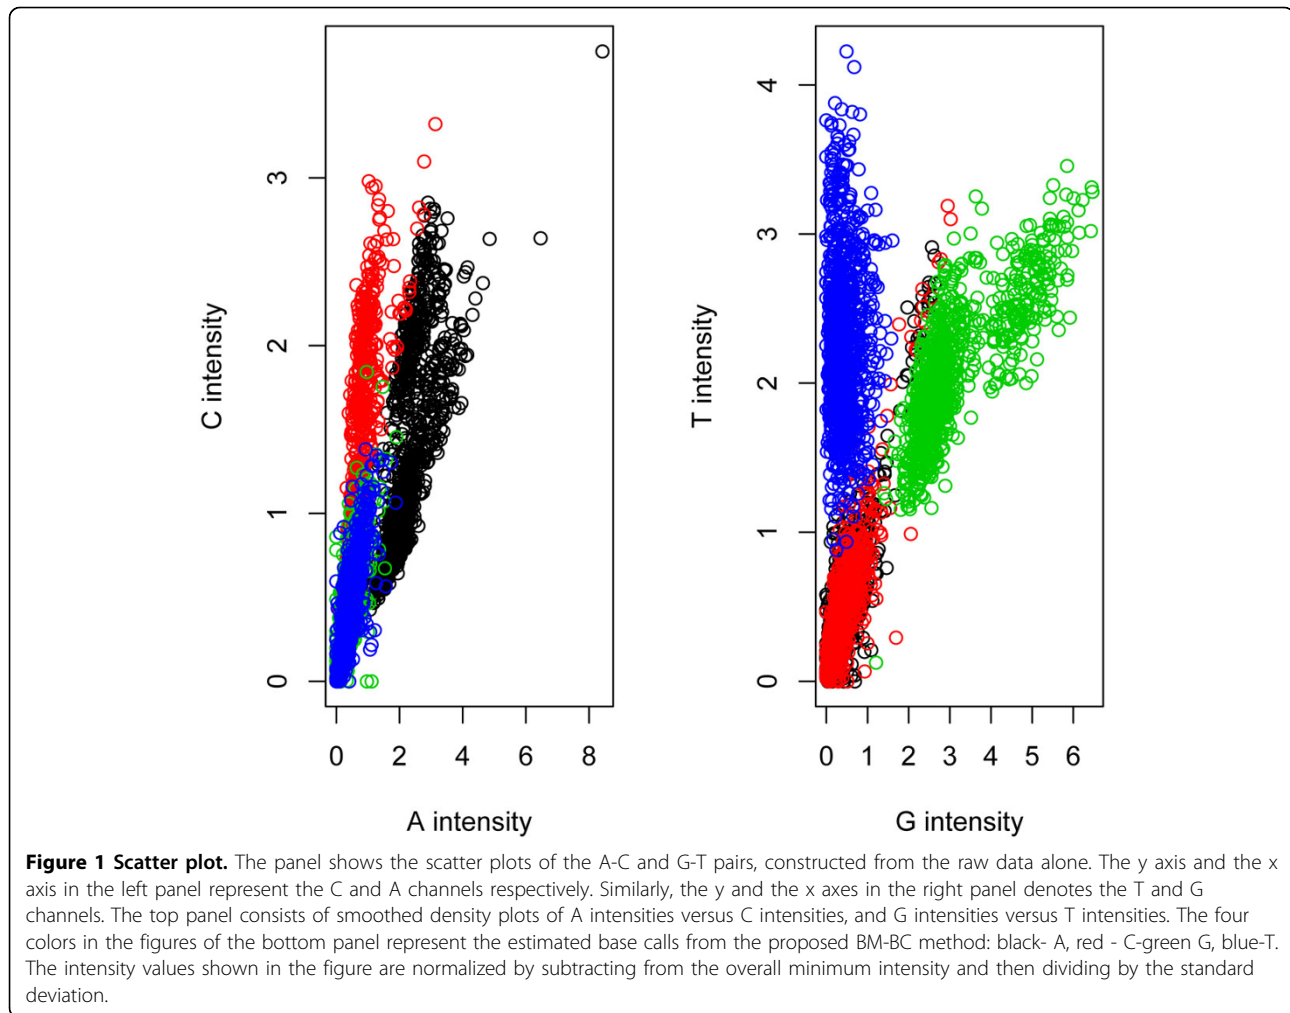 C intensity
3
2
1
0
0 2 4 6 8
A intensity
T intensity
4
3
2
1
0
0 1 2 3 4 5 6
G intensity
Figure 1 Scatter plot. The panel shows the scatter plots of the A-C and G-T pairs, constructed from the raw data alone. The y axis and the x
axis in the left panel represent the C and A channels respectively. Similarly, the y and the x axes in the right panel denotes the T and G
channels. The top panel consists of smoothed density plots of A intensities versus C intensities, and G intensities versus T intensities. The four
colors in the figures of the bottom panel represent the estimated base calls from the proposed BM-BC method: black- A, red - C-green G, blue-T.
The intensity values shown in the figure are normalized by subtracting from the overall minimum intensity and then dividing by the standard
deviation.